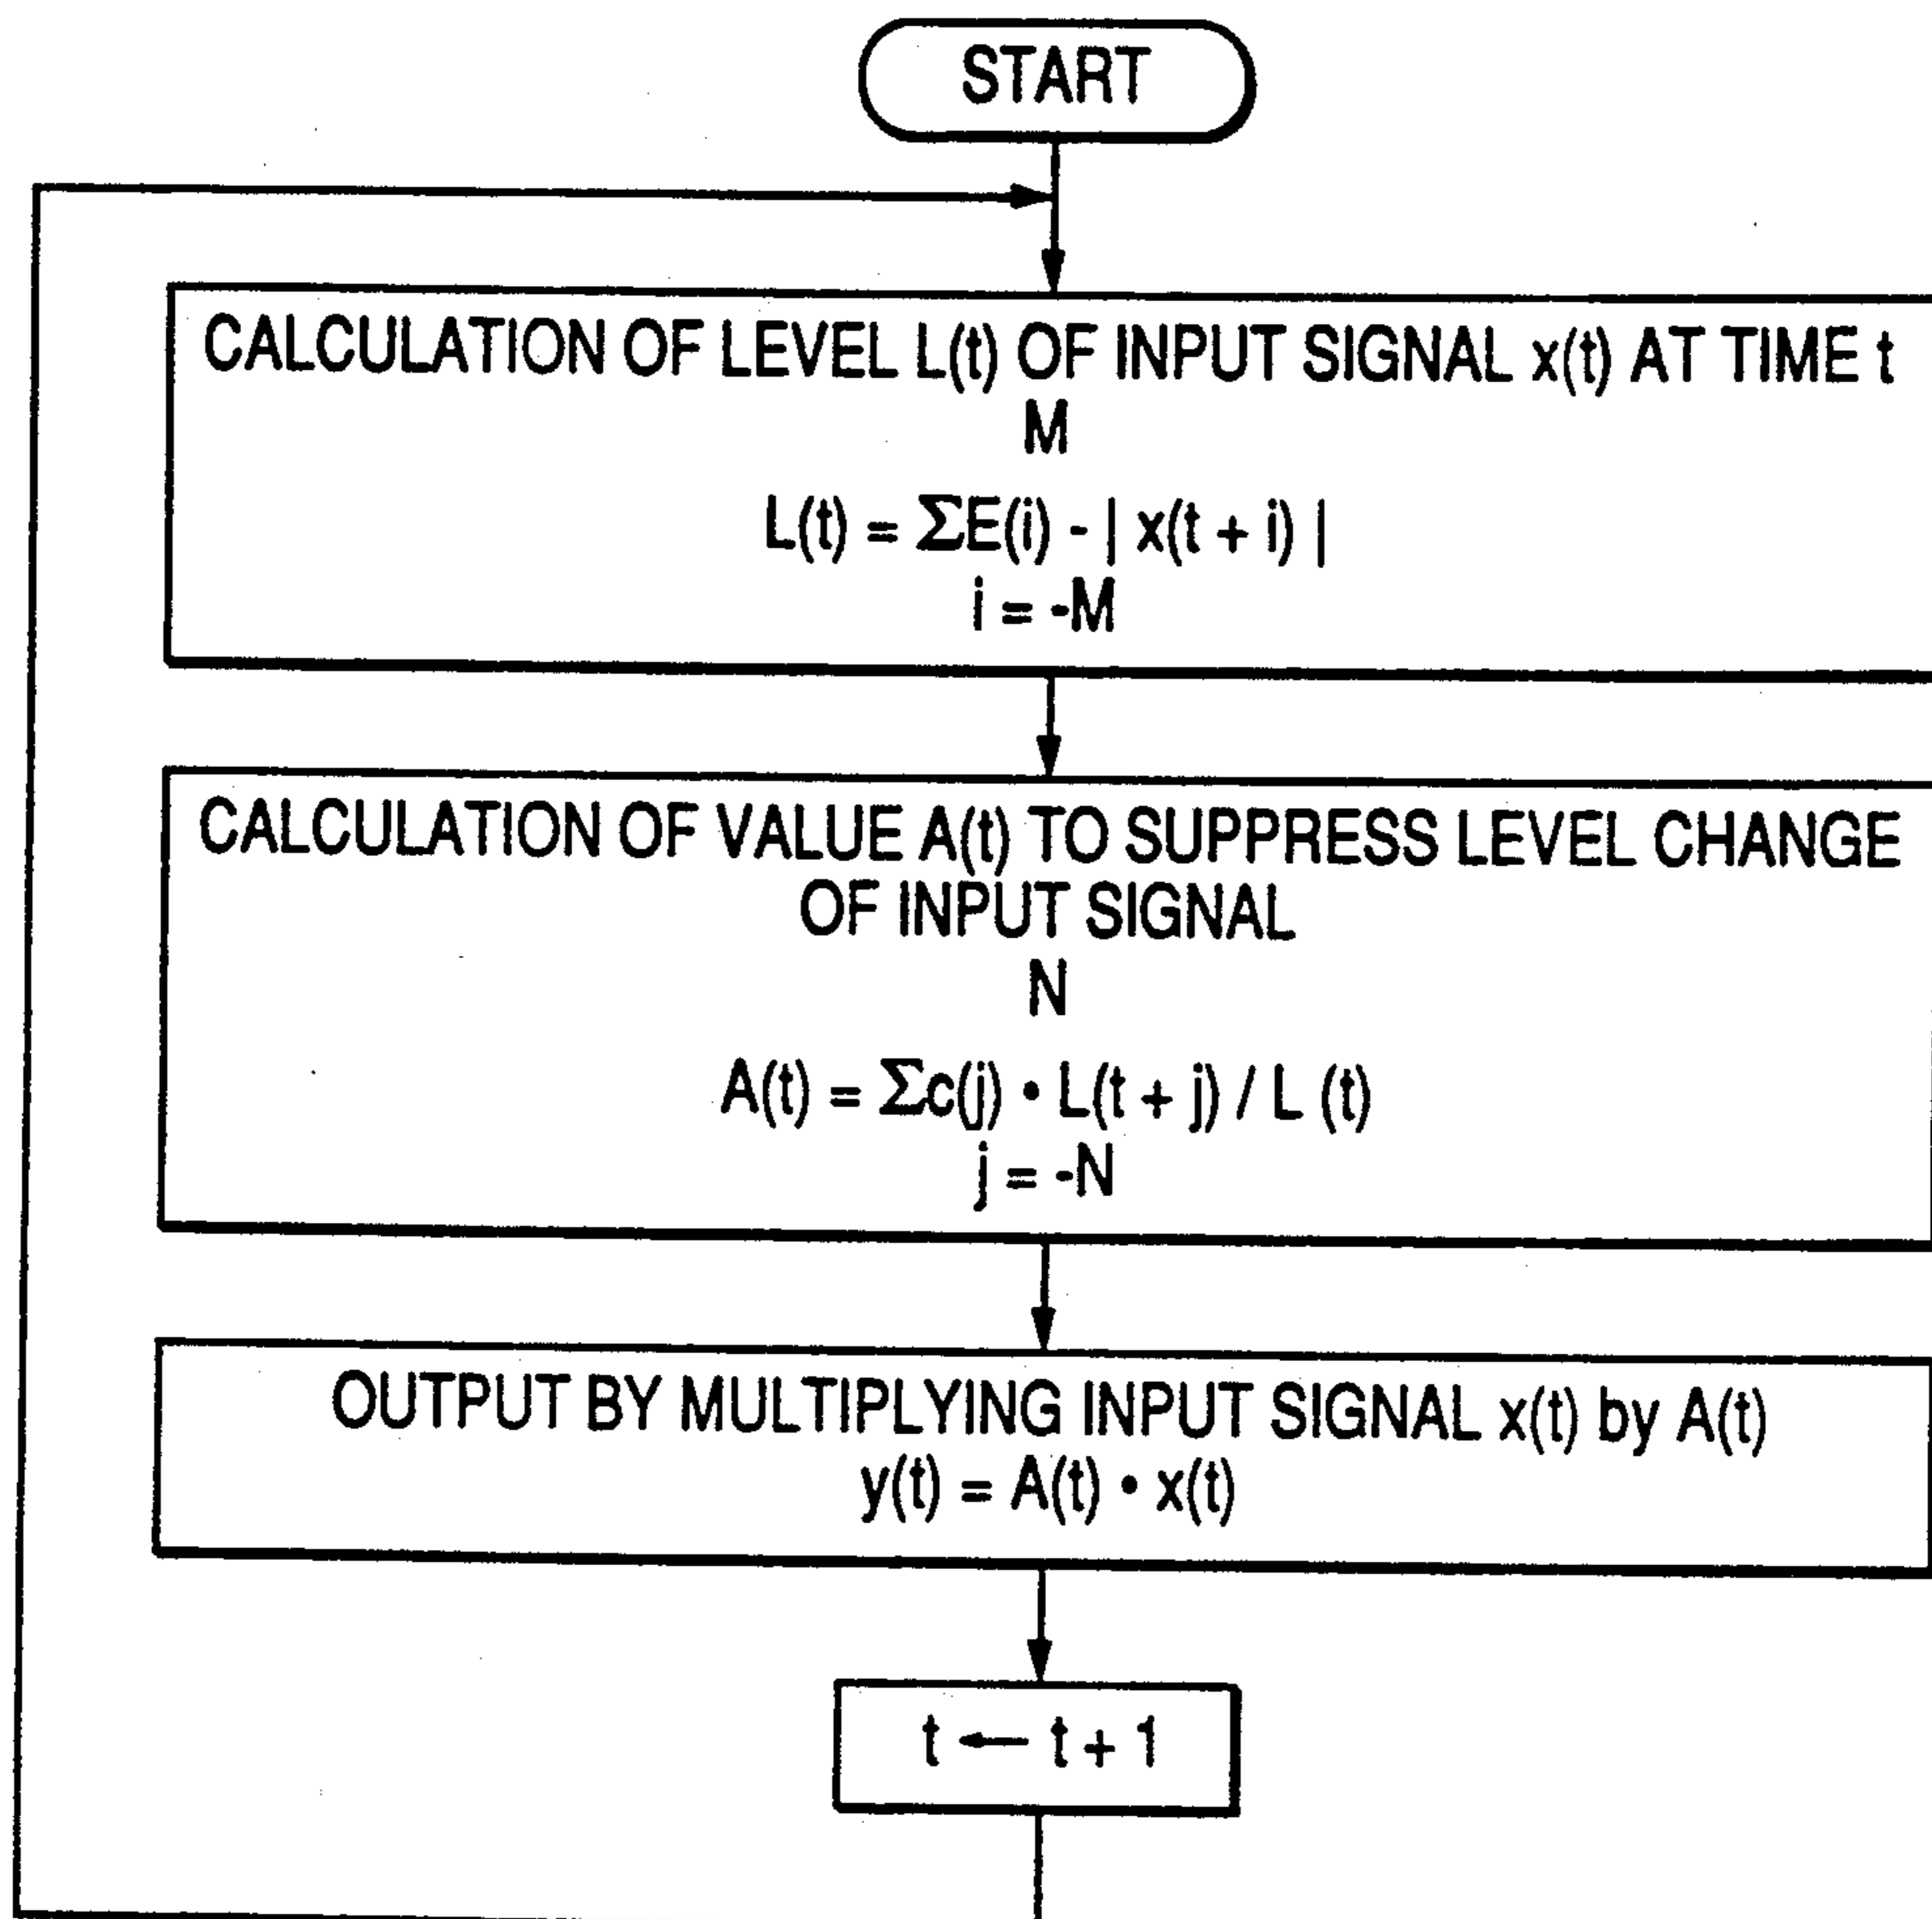 START
CALCULATION OF LEVEL L(t) OF INPUT SIGNAL x(t) AT TIME t
M
L(t) = ΣE(i) - | x(t + i) |
i = -M
CALCULATION OF VALUE A(t) TO SUPPRESS LEVEL CHANGE
OF INPUT SIGNAL
N
A(t) = Σc(j) • L(t + j) / L (t)
j = -N
OUTPUT BY MULTIPLYING INPUT SIGNAL x(t) by A(t)
y(t) = A(t) • x(t)
t ← t + 1